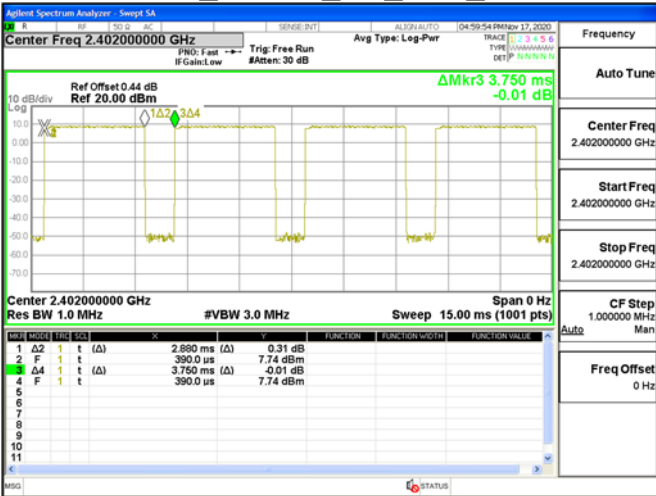 Agilent Spectrum Analyzer - Swept SA
R RF 50 Ω AC SENSE:INT ALIGN AUTO 04:59:54 PM Nov 17, 2020
Center Freq 2.402000000 GHz
PNO: Fast
IFGain:Low
Trig: Free Run
#Atten: 30 dB
Avg Type: Log-Pwr
TRACE 1 2 3 4 5 6
TYPE
DET P N N N N N
Frequency
Auto Tune
Center Freq
2.402000000 GHz
Start Freq
2.402000000 GHz
Stop Freq
2.402000000 GHz
CF Step
1.000000 MHz
Auto Man
Freq Offset
0 Hz
ΔMkr3 3.750 ms
-0.01 dB
Ref Offset 0.44 dB
10 dB/div Ref 20.00 dBm
Log
1Δ2 3Δ4
10.0
0.00
-10.0
-20.0
-30.0
-40.0
-50.0
-60.0
-70.0
Center 2.402000000 GHz Span 0 Hz
Res BW 1.0 MHz #VBW 3.0 MHz Sweep 15.00 ms (1001 pts)
MKR MODE TRC SCL X Y FUNCTION FUNCTION WIDTH FUNCTION VALUE
1 Δ2 1 t (Δ) 2.880 ms (Δ) 0.31 dB
2 F 1 t 390.0 µs 7.74 dBm
3 Δ4 1 t (Δ) 3.750 ms (Δ) -0.01 dB
4 F 1 t 390.0 µs 7.74 dBm
5
6
7
8
9
10
11
MSG STATUS